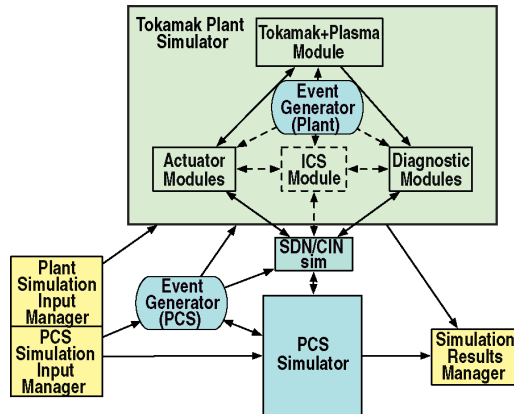 Tokamak Plant
Simulator
Tokamak+Plasma
Module
Event
Generator
(Plant)
Actuator
Modules
ICS
Module
Diagnostic
Modules
SDN/CIN
sim
Plant
Simulation
Input
Manager
Event
Generator
(PCS)
PCS
Simulation
Input
Manager
PCS
Simulator
Simulation
Results
Manager